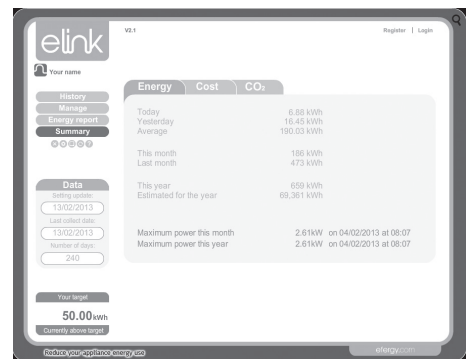 elink
V2.1
Register | Login
Your name
History
Manage
Energy report
Summary
Energy Cost CO₂
Today 6.88 kWh
Yesterday 16.45 kWh
Average 190.03 kWh
This month 186 kWh
Last month 473 kWh
This year 659 kWh
Estimated for the year 69,361 kWh
Maximum power this month 2.61kW on 04/02/2013 at 08:07
Maximum power this year 2.61kW on 04/02/2013 at 08:07
Data
Setting update:
13/02/2013
Last collect date:
13/02/2013
Number of days:
240
Your target
50.00 kWh
Currently above target
Reduce your appliance energy use
efergy.com